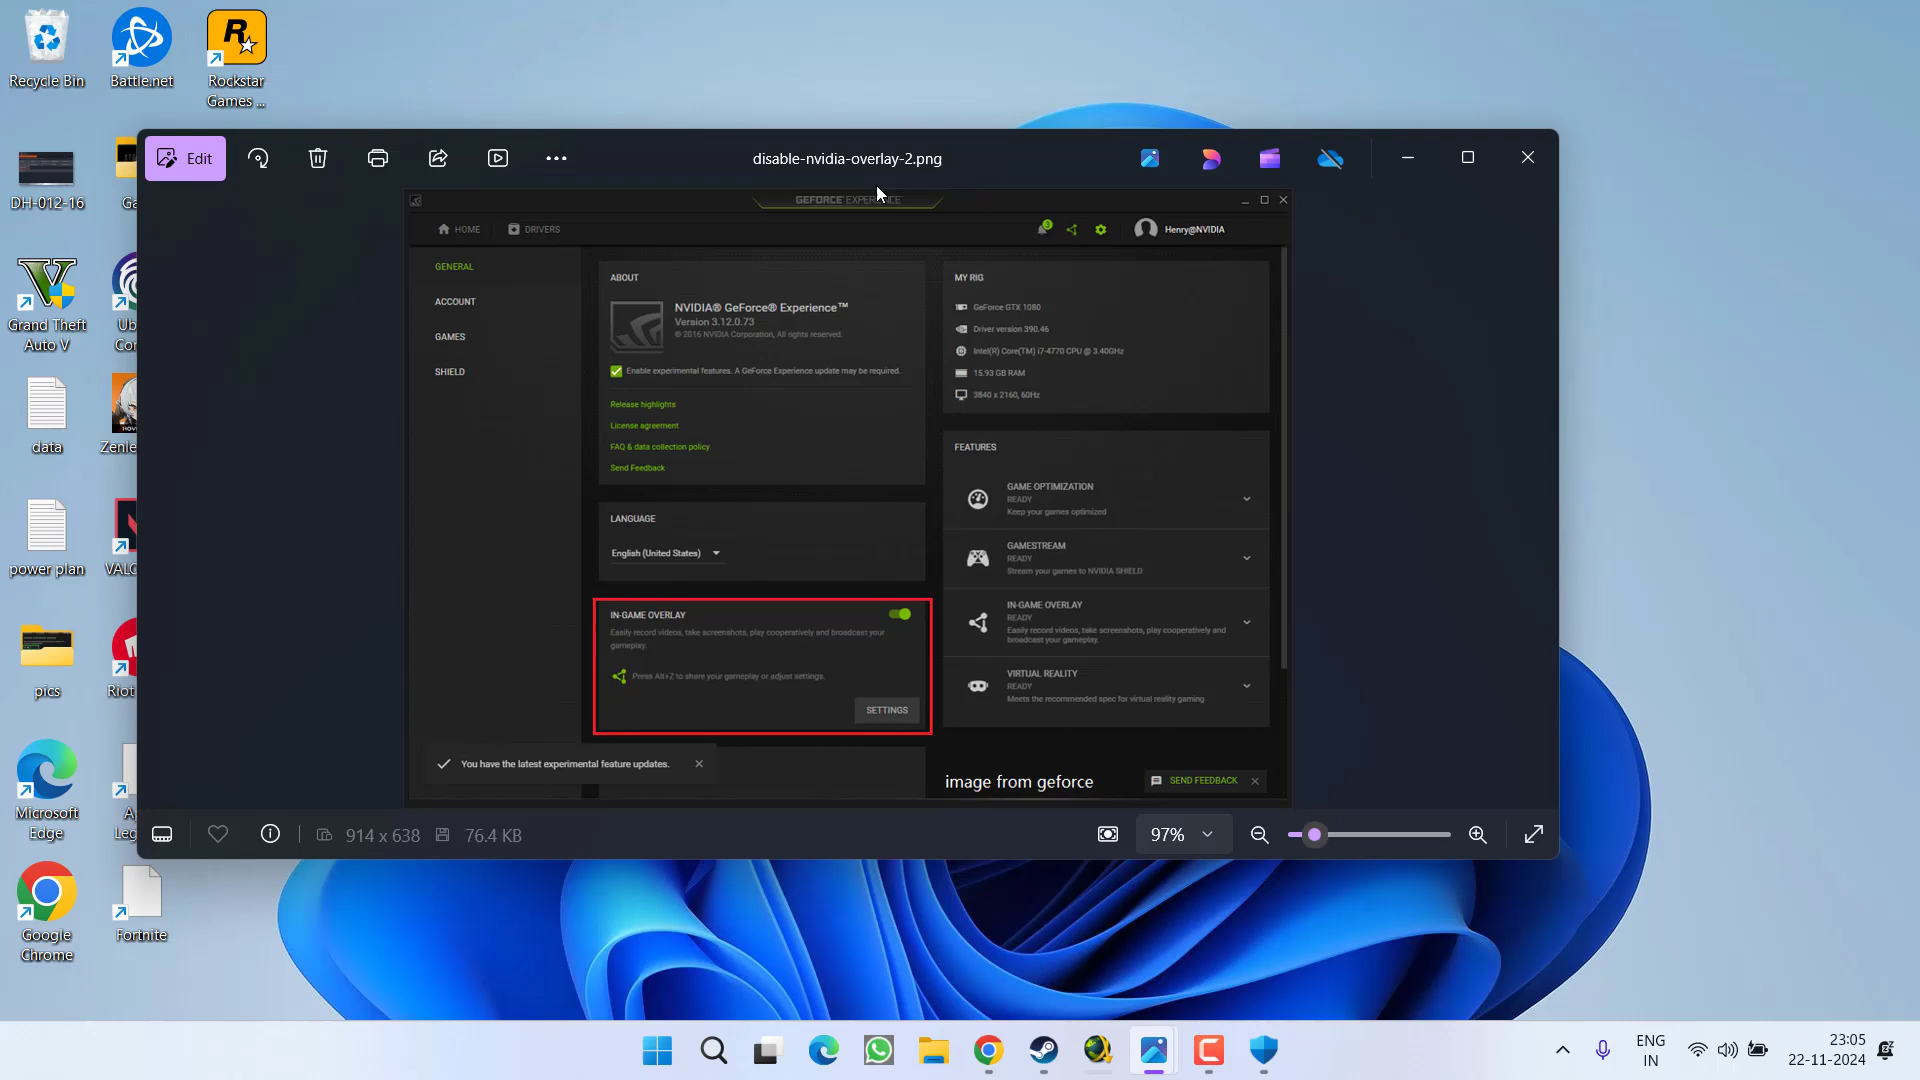 Recycle Bin
Battle.net
Rockstar
Games ...
DH-012-16
Ga
Grand Theft
Auto V
Ub
Cor
data
Zenle
power plan
VALC
pics
Riot
Microsoft
Edge
A
Leg
Google
Chrome
Fortnite
Edit
disable-nvidia-overlay-2.png
GEFORCE EXPERIENCE
HOME
DRIVERS
3
Henry@NVIDIA
GENERAL
ACCOUNT
GAMES
SHIELD
ABOUT
NVIDIA® GeForce® Experience™
Version 3.12.0.73
© 2016 NVIDIA Corporation, All rights reserved.
Enable experimental features. A GeForce Experience update may be required.
Release highlights
License agreement
FAQ & data collection policy
Send Feedback
LANGUAGE
English (United States)
IN-GAME OVERLAY
Easily record videos, take screenshots, play cooperatively and broadcast your
gameplay.
Press Alt+Z to share your gameplay or adjust settings.
SETTINGS
You have the latest experimental feature updates.
MY RIG
GeForce GTX 1080
Driver version 390.46
Intel(R) Core(TM) i7-4770 CPU @ 3.40GHz
15.93 GB RAM
3840 x 2160, 60Hz
FEATURES
GAME OPTIMIZATION
READY
Keep your games optimized
GAMESTREAM
READY
Stream your games to NVIDIA SHIELD
IN-GAME OVERLAY
READY
Easily record videos, take screenshots, play cooperatively and
broadcast your gameplay.
VIRTUAL REALITY
READY
Meets the recommended spec for virtual reality gaming
image from geforce
SEND FEEDBACK
914 x 638
76.4 KB
97%
ENG
IN
23:05
22-11-2024